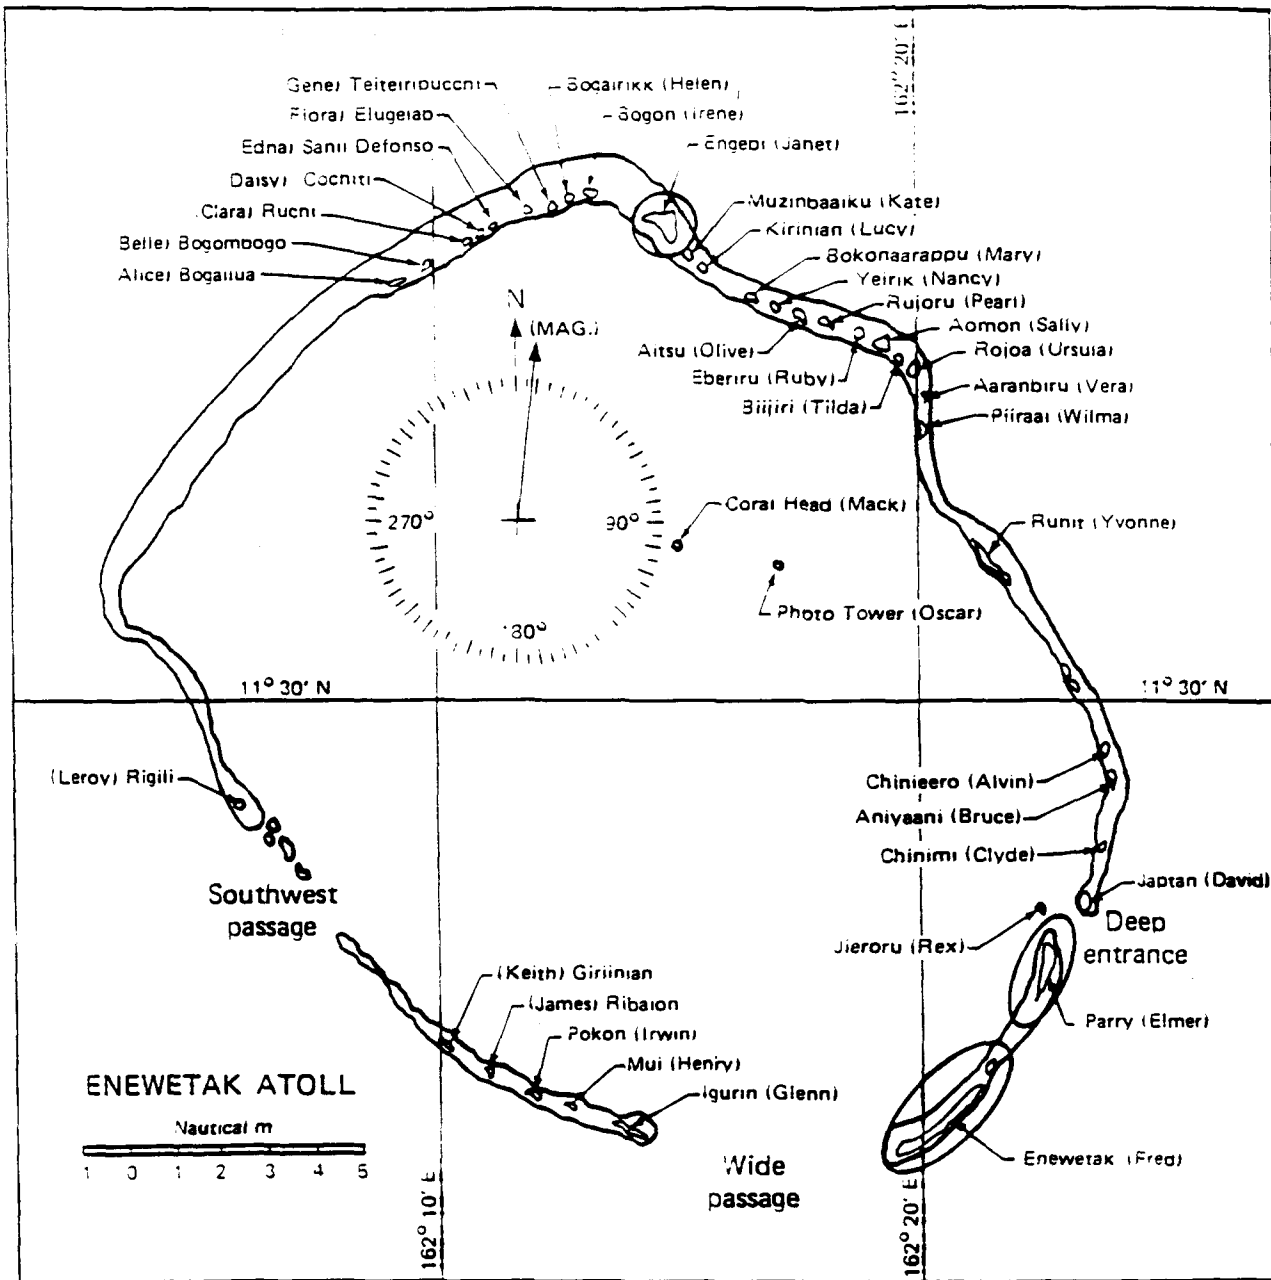 162° 20' E
Gene) Teiteiripucchi
Bogairikk (Helen)
Flora) Elugelab
Bogon (Irene)
Edna) Sanil Defonso
Engebi (Janet)
Daisy) Cochiti
Muzinbaarku (Kate)
Clara) Ruchi
Kirinian (Lucy)
Belle) Bogombogo
Bokonaarappu (Mary)
Alice) Bogallua
Yeirik (Nancy)
Rujoru (Pearl)
N
(MAG.)
Aomon (Sally)
Aitsu (Olive)
Rojoa (Ursula)
Eberiru (Ruby)
Aaranbiru (Vera)
Biijiri (Tilda)
Piiraai (Wilma)
Coral Head (Mack)
270°
90°
Runit (Yvonne)
Photo Tower (Oscar)
180°
11° 30' N
11° 30' N
(Leroy) Rigili
Chinieero (Alvin)
Aniyaani (Bruce)
Chinimi (Clyde)
Japtan (David)
Southwest
passage
Deep
entrance
Jieroru (Rex)
(Keith) Giriinian
(James) Ribaion
Parry (Elmer)
Pokon (Irwin)
Mui (Henry)
ENEWETAK ATOLL
Igurin (Glenn)
Nautical m
1 0 1 2 3 4 5
Enewetak (Fred)
Wide
passage
162° 10' E
162° 20' E